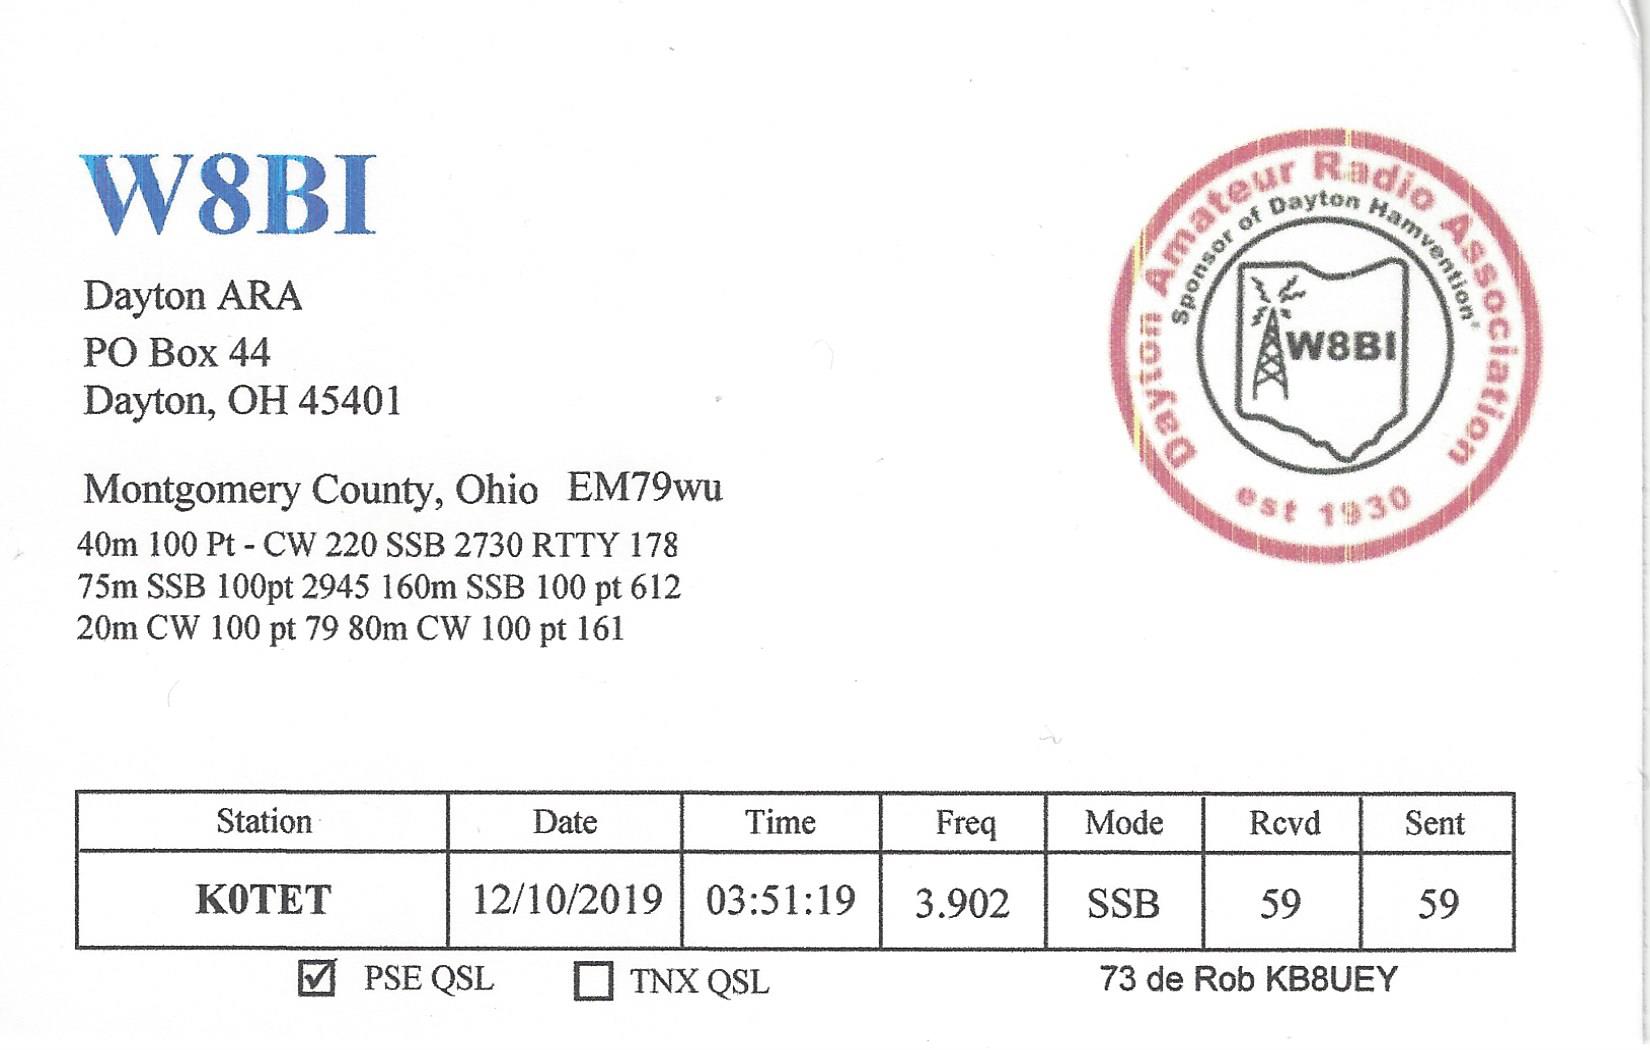 W8BI
Dayton ARA
PO Box 44
Dayton, OH 45401
Montgomery County, Ohio EM79wu
40m 100 Pt - CW 220 SSB 2730 RTTY 178
75m SSB 100pt 2945 160m SSB 100 pt 612
20m CW 100 pt 79 80m CW 100 pt 161
Dayton Amateur Radio Association
Sponsor of Dayton Hamvention®
W8BI
est 1930
Station Date Time Freq Mode Rcvd Sent
K0TET 12/10/2019 03:51:19 3.902 SSB 59 59
☑ PSE QSL ☐ TNX QSL 73 de Rob KB8UEY